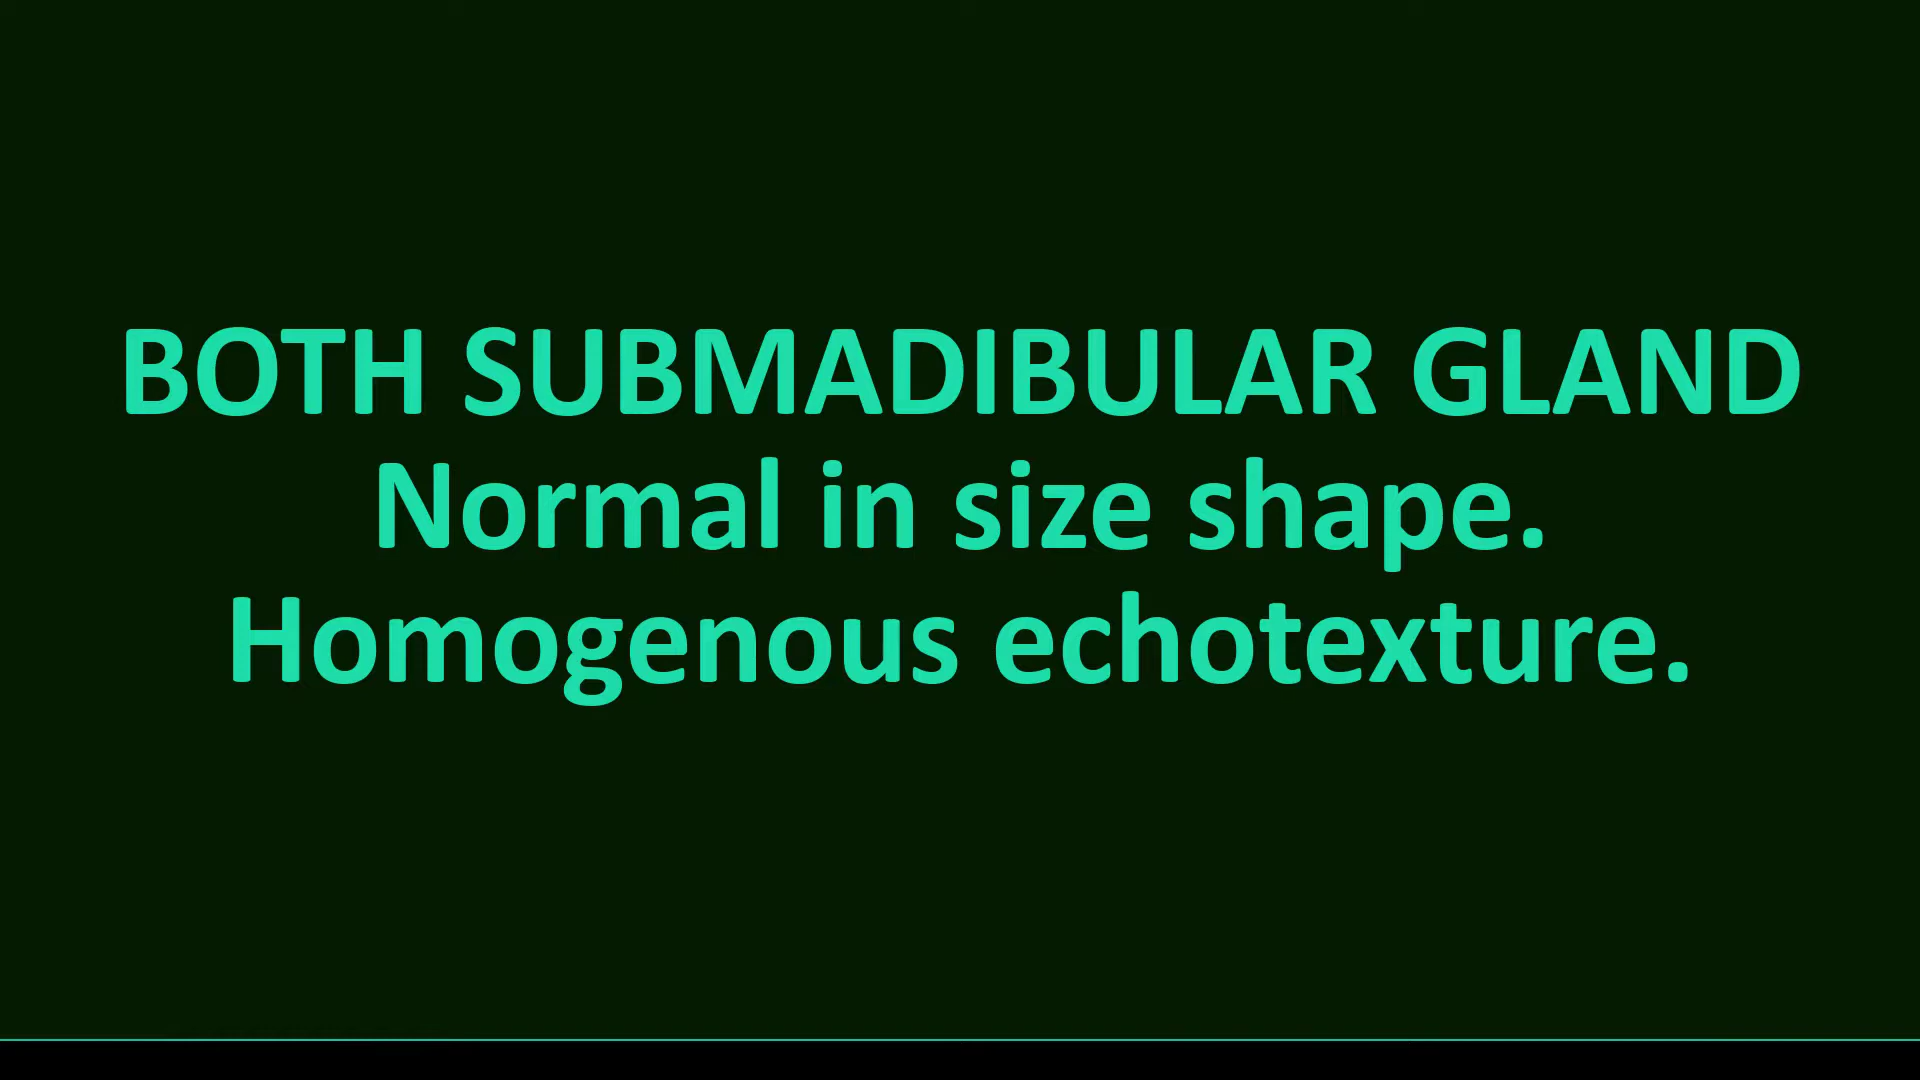 BOTH SUBMADIBULAR GLAND
Normal in size shape.
Homogenous echotexture.